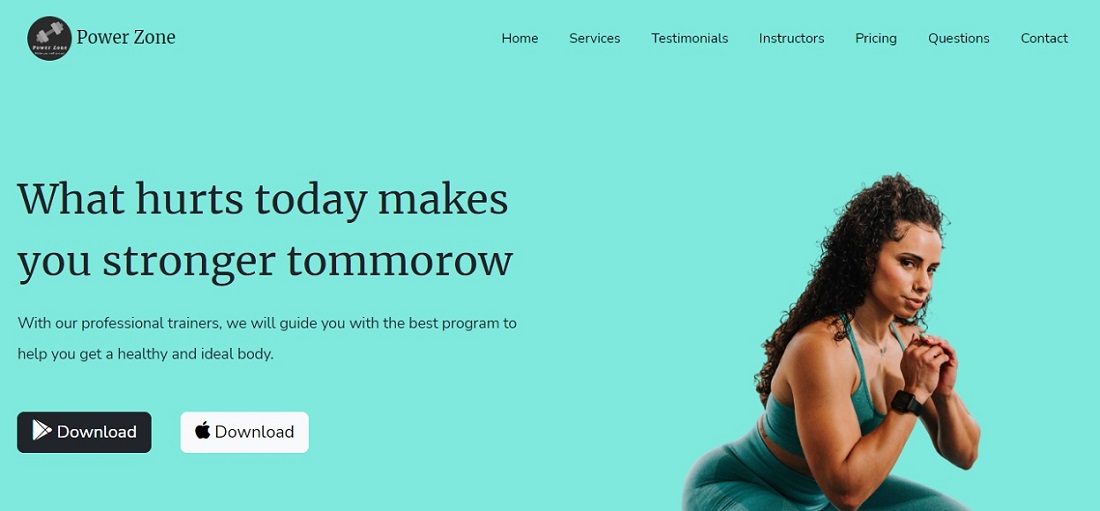 Power Zone
Power Zone
Home
Services
Testimonials
Instructors
Pricing
Questions
Contact
What hurts today makes
you stronger tommorow
With our professional trainers, we will guide you with the best program to
help you get a healthy and ideal body.
Download
Download